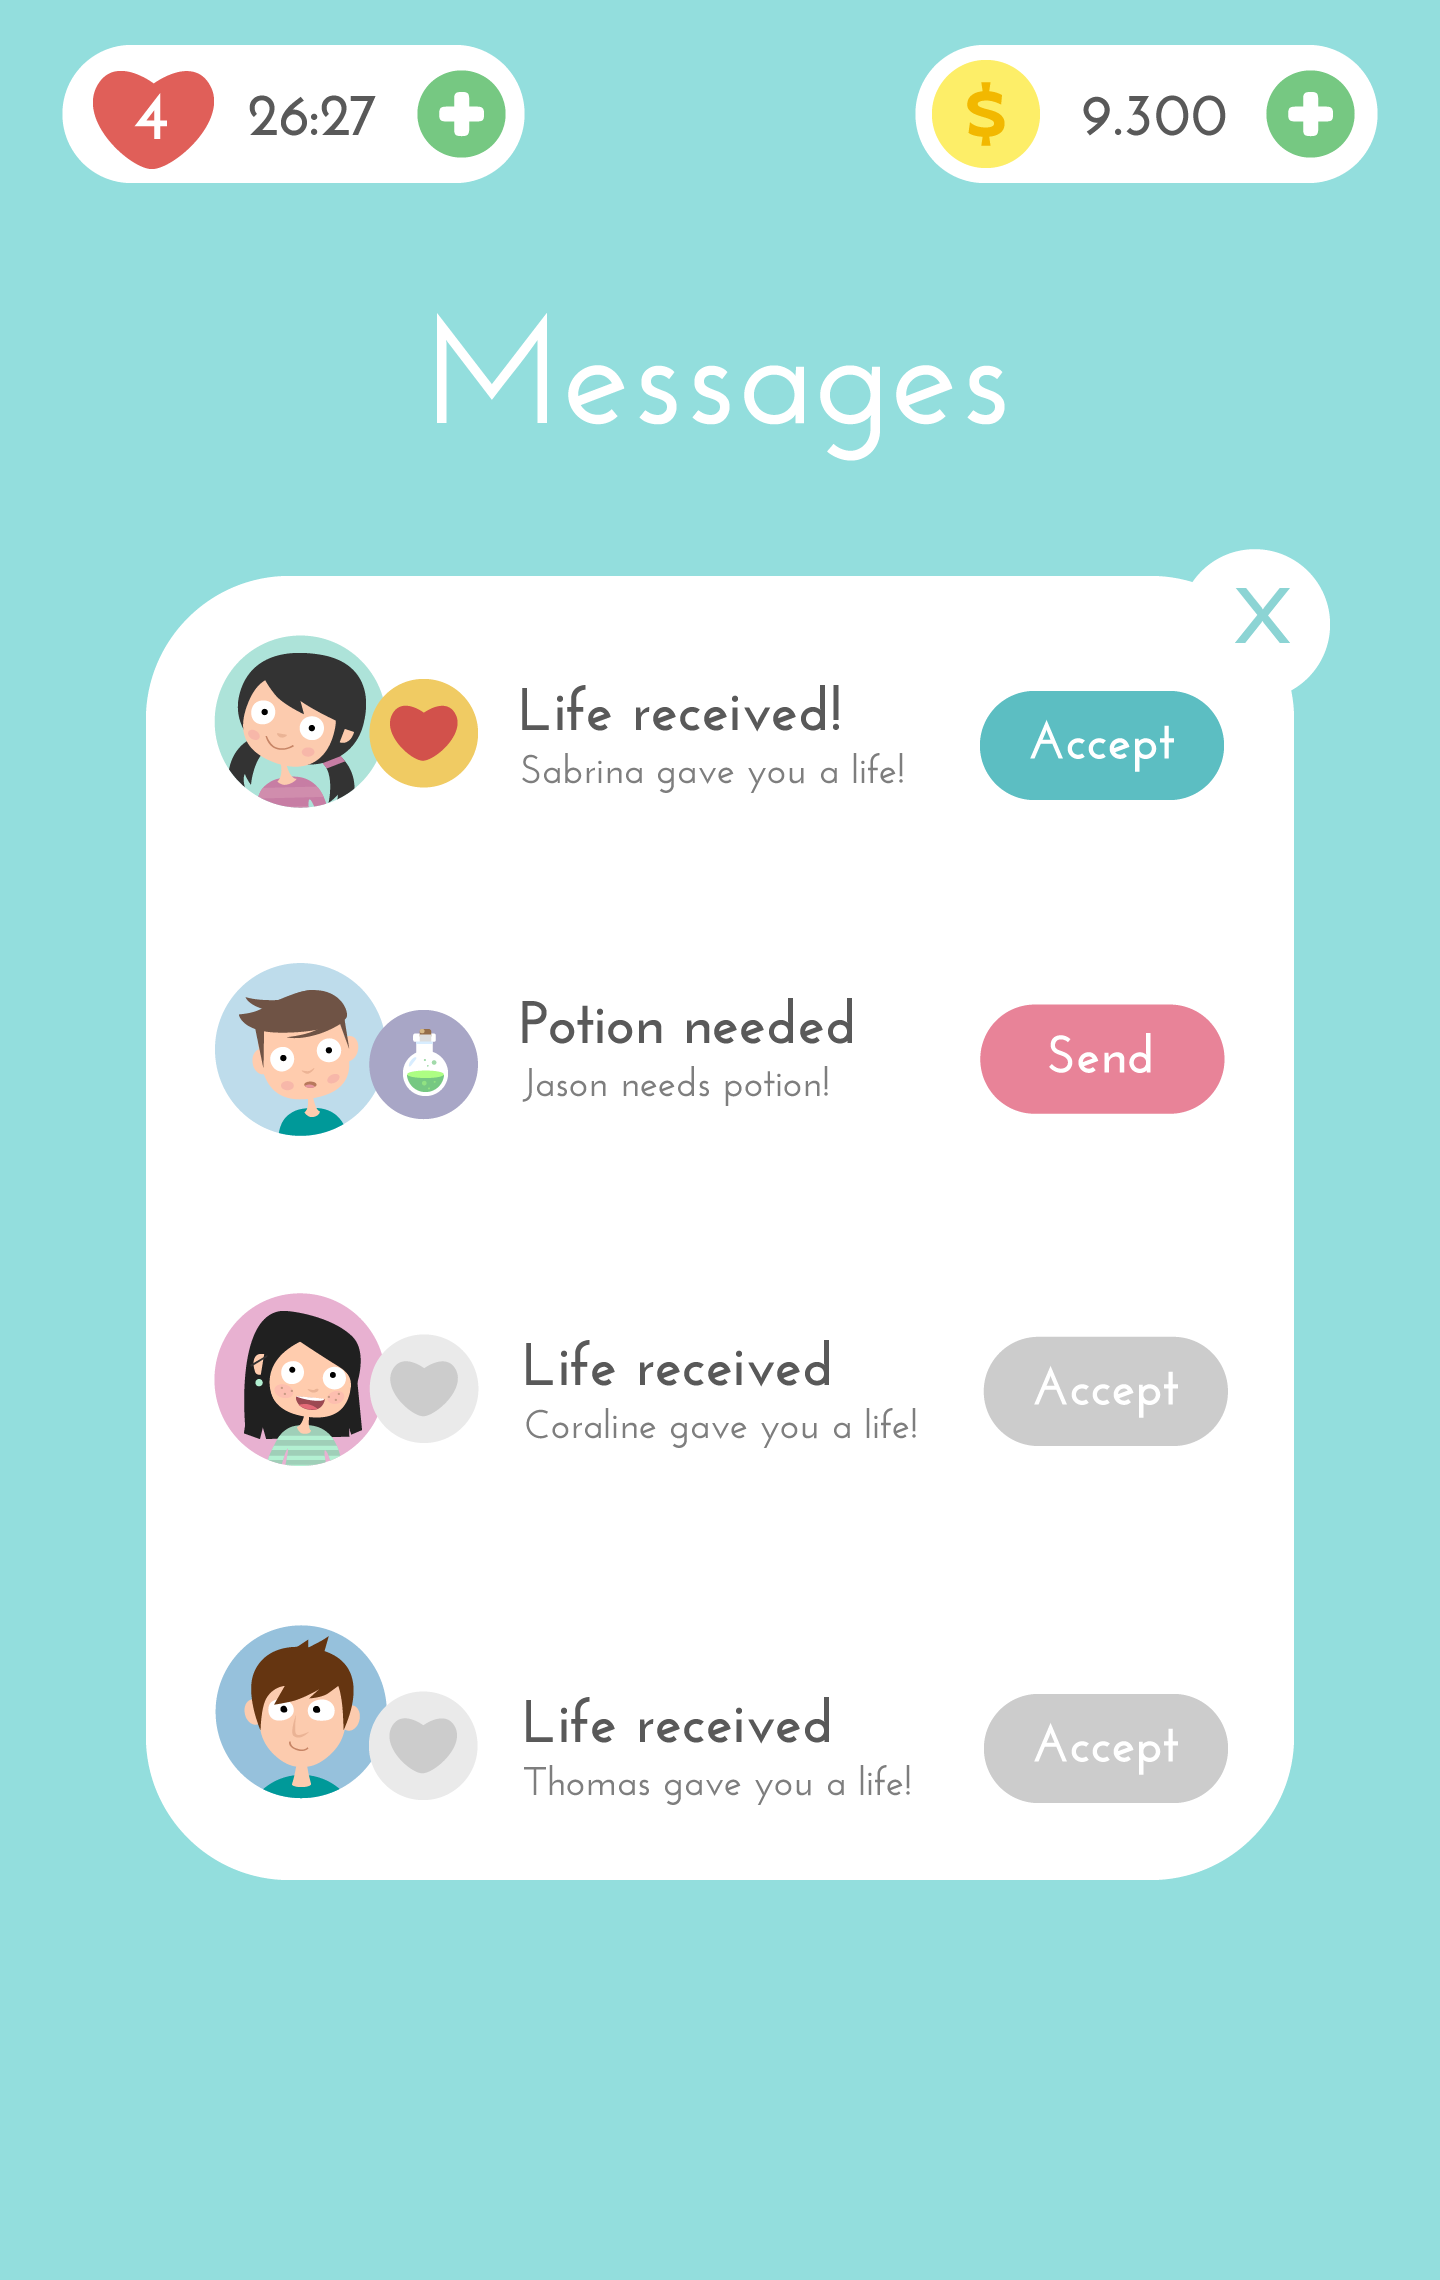 4 26:27 $ 9.300
Messages
X
Life received!
Sabrina gave you a life!
Accept
Potion needed
Jason needs potion!
Send
Life received
Coraline gave you a life!
Accept
Life received
Thomas gave you a life!
Accept